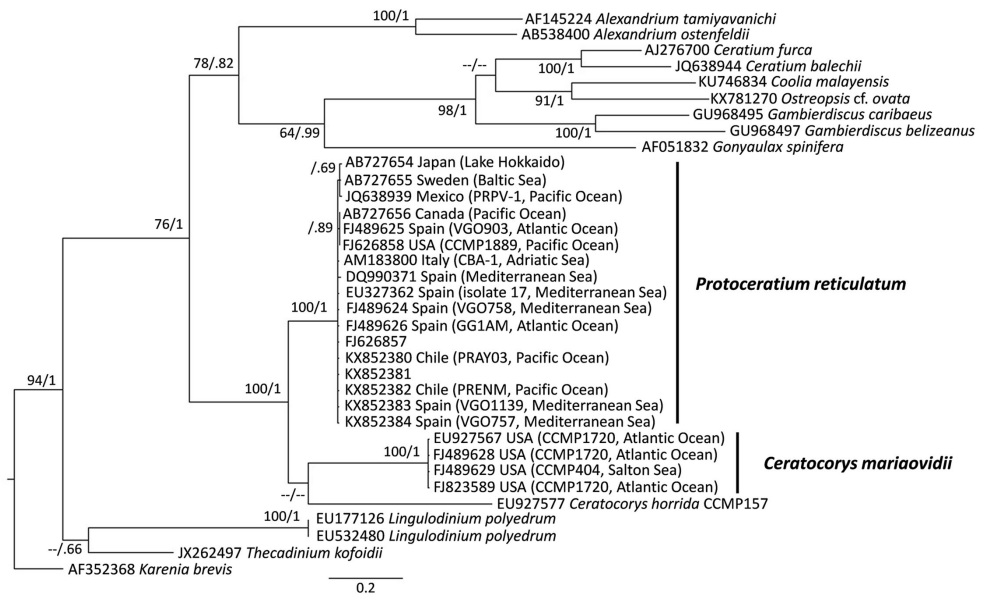 100/1
AF145224 Alexandrium tamiyavanichi
AB538400 Alexandrium ostenfeldii
78/.82
AJ276700 Ceratium furca
--/--
100/1
JQ638944 Ceratium balechii
KU746834 Coolia malayensis
98/1
91/1
KX781270 Ostreopsis cf. ovata
GU968495 Gambierdiscus caribaeus
64/.99
100/1
GU968497 Gambierdiscus belizeanus
AF051832 Gonyaulax spinifera
/.69
AB727654 Japan (Lake Hokkaido)
AB727655 Sweden (Baltic Sea)
JQ638939 Mexico (PRPV-1, Pacific Ocean)
76/1
/.89
AB727656 Canada (Pacific Ocean)
FJ489625 Spain (VGO903, Atlantic Ocean)
FJ626858 USA (CCMP1889, Pacific Ocean)
AM183800 Italy (CBA-1, Adriatic Sea)
DQ990371 Spain (Mediterranean Sea)
Protoceratium reticulatum
EU327362 Spain (isolate 17, Mediterranean Sea)
100/1
FJ489624 Spain (VGO758, Mediterranean Sea)
FJ489626 Spain (GG1AM, Atlantic Ocean)
FJ626857
KX852380 Chile (PRAY03, Pacific Ocean)
KX852381
94/1
100/1
KX852382 Chile (PRENM, Pacific Ocean)
KX852383 Spain (VGO1139, Mediterranean Sea)
KX852384 Spain (VGO757, Mediterranean Sea)
100/1
EU927567 USA (CCMP1720, Atlantic Ocean)
FJ489628 USA (CCMP1720, Atlantic Ocean)
Ceratocorys mariaovidii
FJ489629 USA (CCMP404, Salton Sea)
FJ823589 USA (CCMP1720, Atlantic Ocean)
--/--
EU927577 Ceratocorys horrida CCMP157
100/1
EU177126 Lingulodinium polyedrum
EU532480 Lingulodinium polyedrum
--/.66
JX262497 Thecadinium kofoidii
AF352368 Karenia brevis
0.2